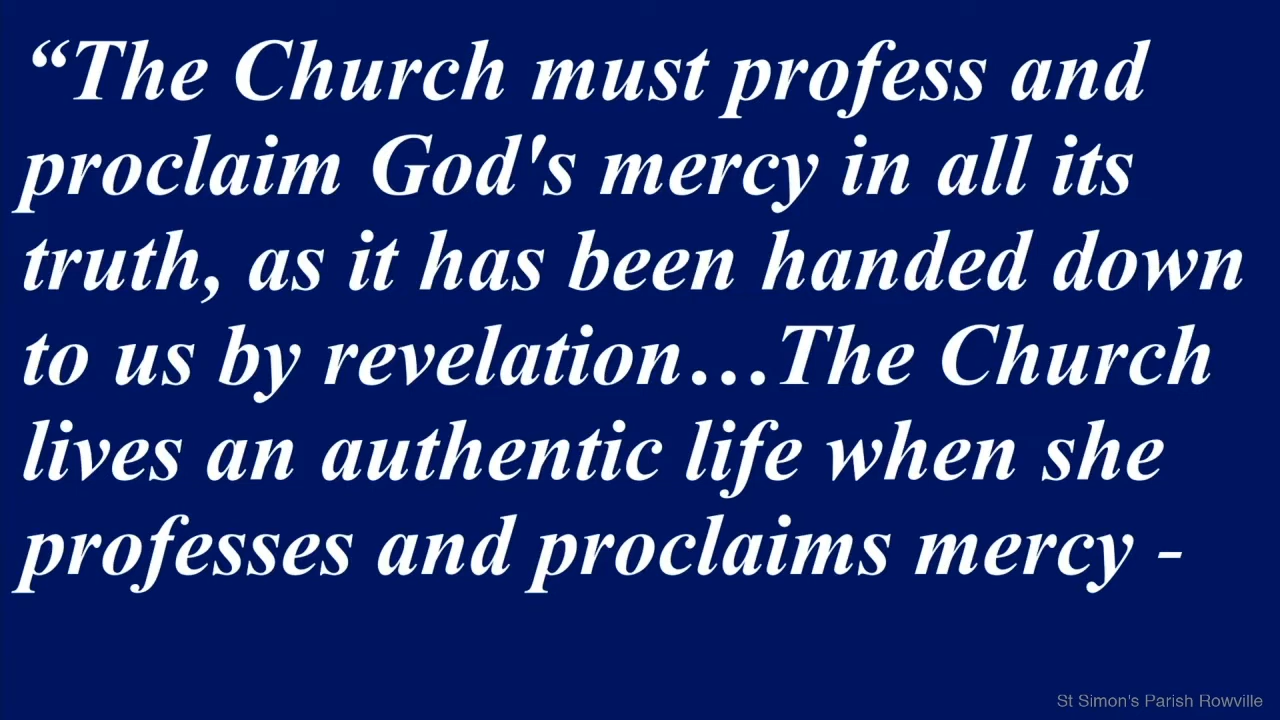 “The Church must profess and
proclaim God's mercy in all its
truth, as it has been handed down
to us by revelation…The Church
lives an authentic life when she
professes and proclaims mercy -
St Simon's Parish Rowville